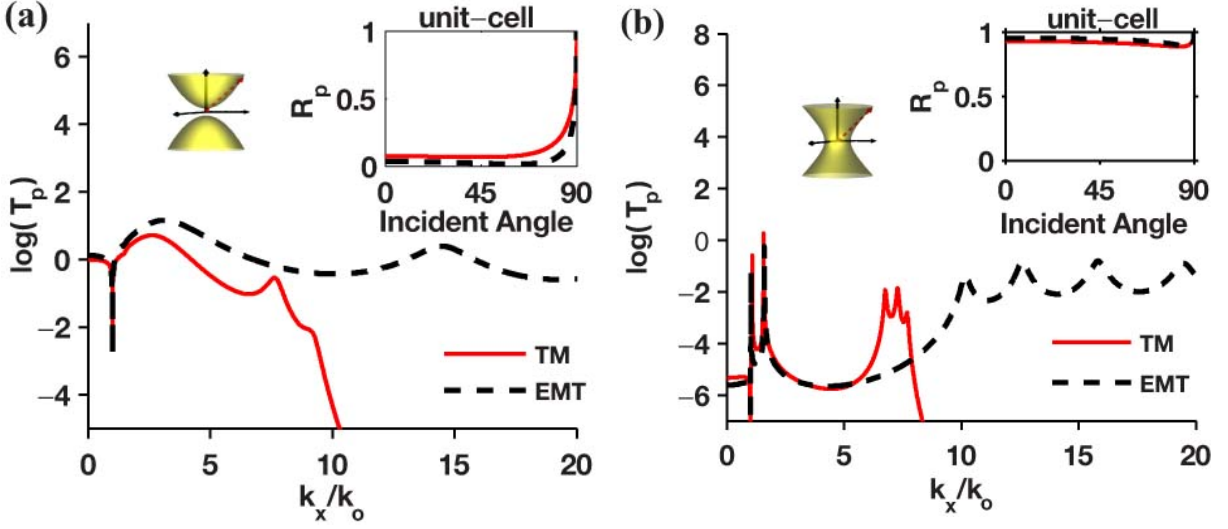 (a)
unit−cell
R_p
1
0.5
0
0 45 90
Incident Angle
log(T_p)
6
4
2
0
−2
−4
TM
EMT
0 5 10 15 20
k_x/k_o
(b)
unit−cell
R_p
1
0.5
0
0 45 90
Incident Angle
log(T_p)
8
6
4
2
0
−2
−4
−6
TM
EMT
0 5 10 15 20
k_x/k_o